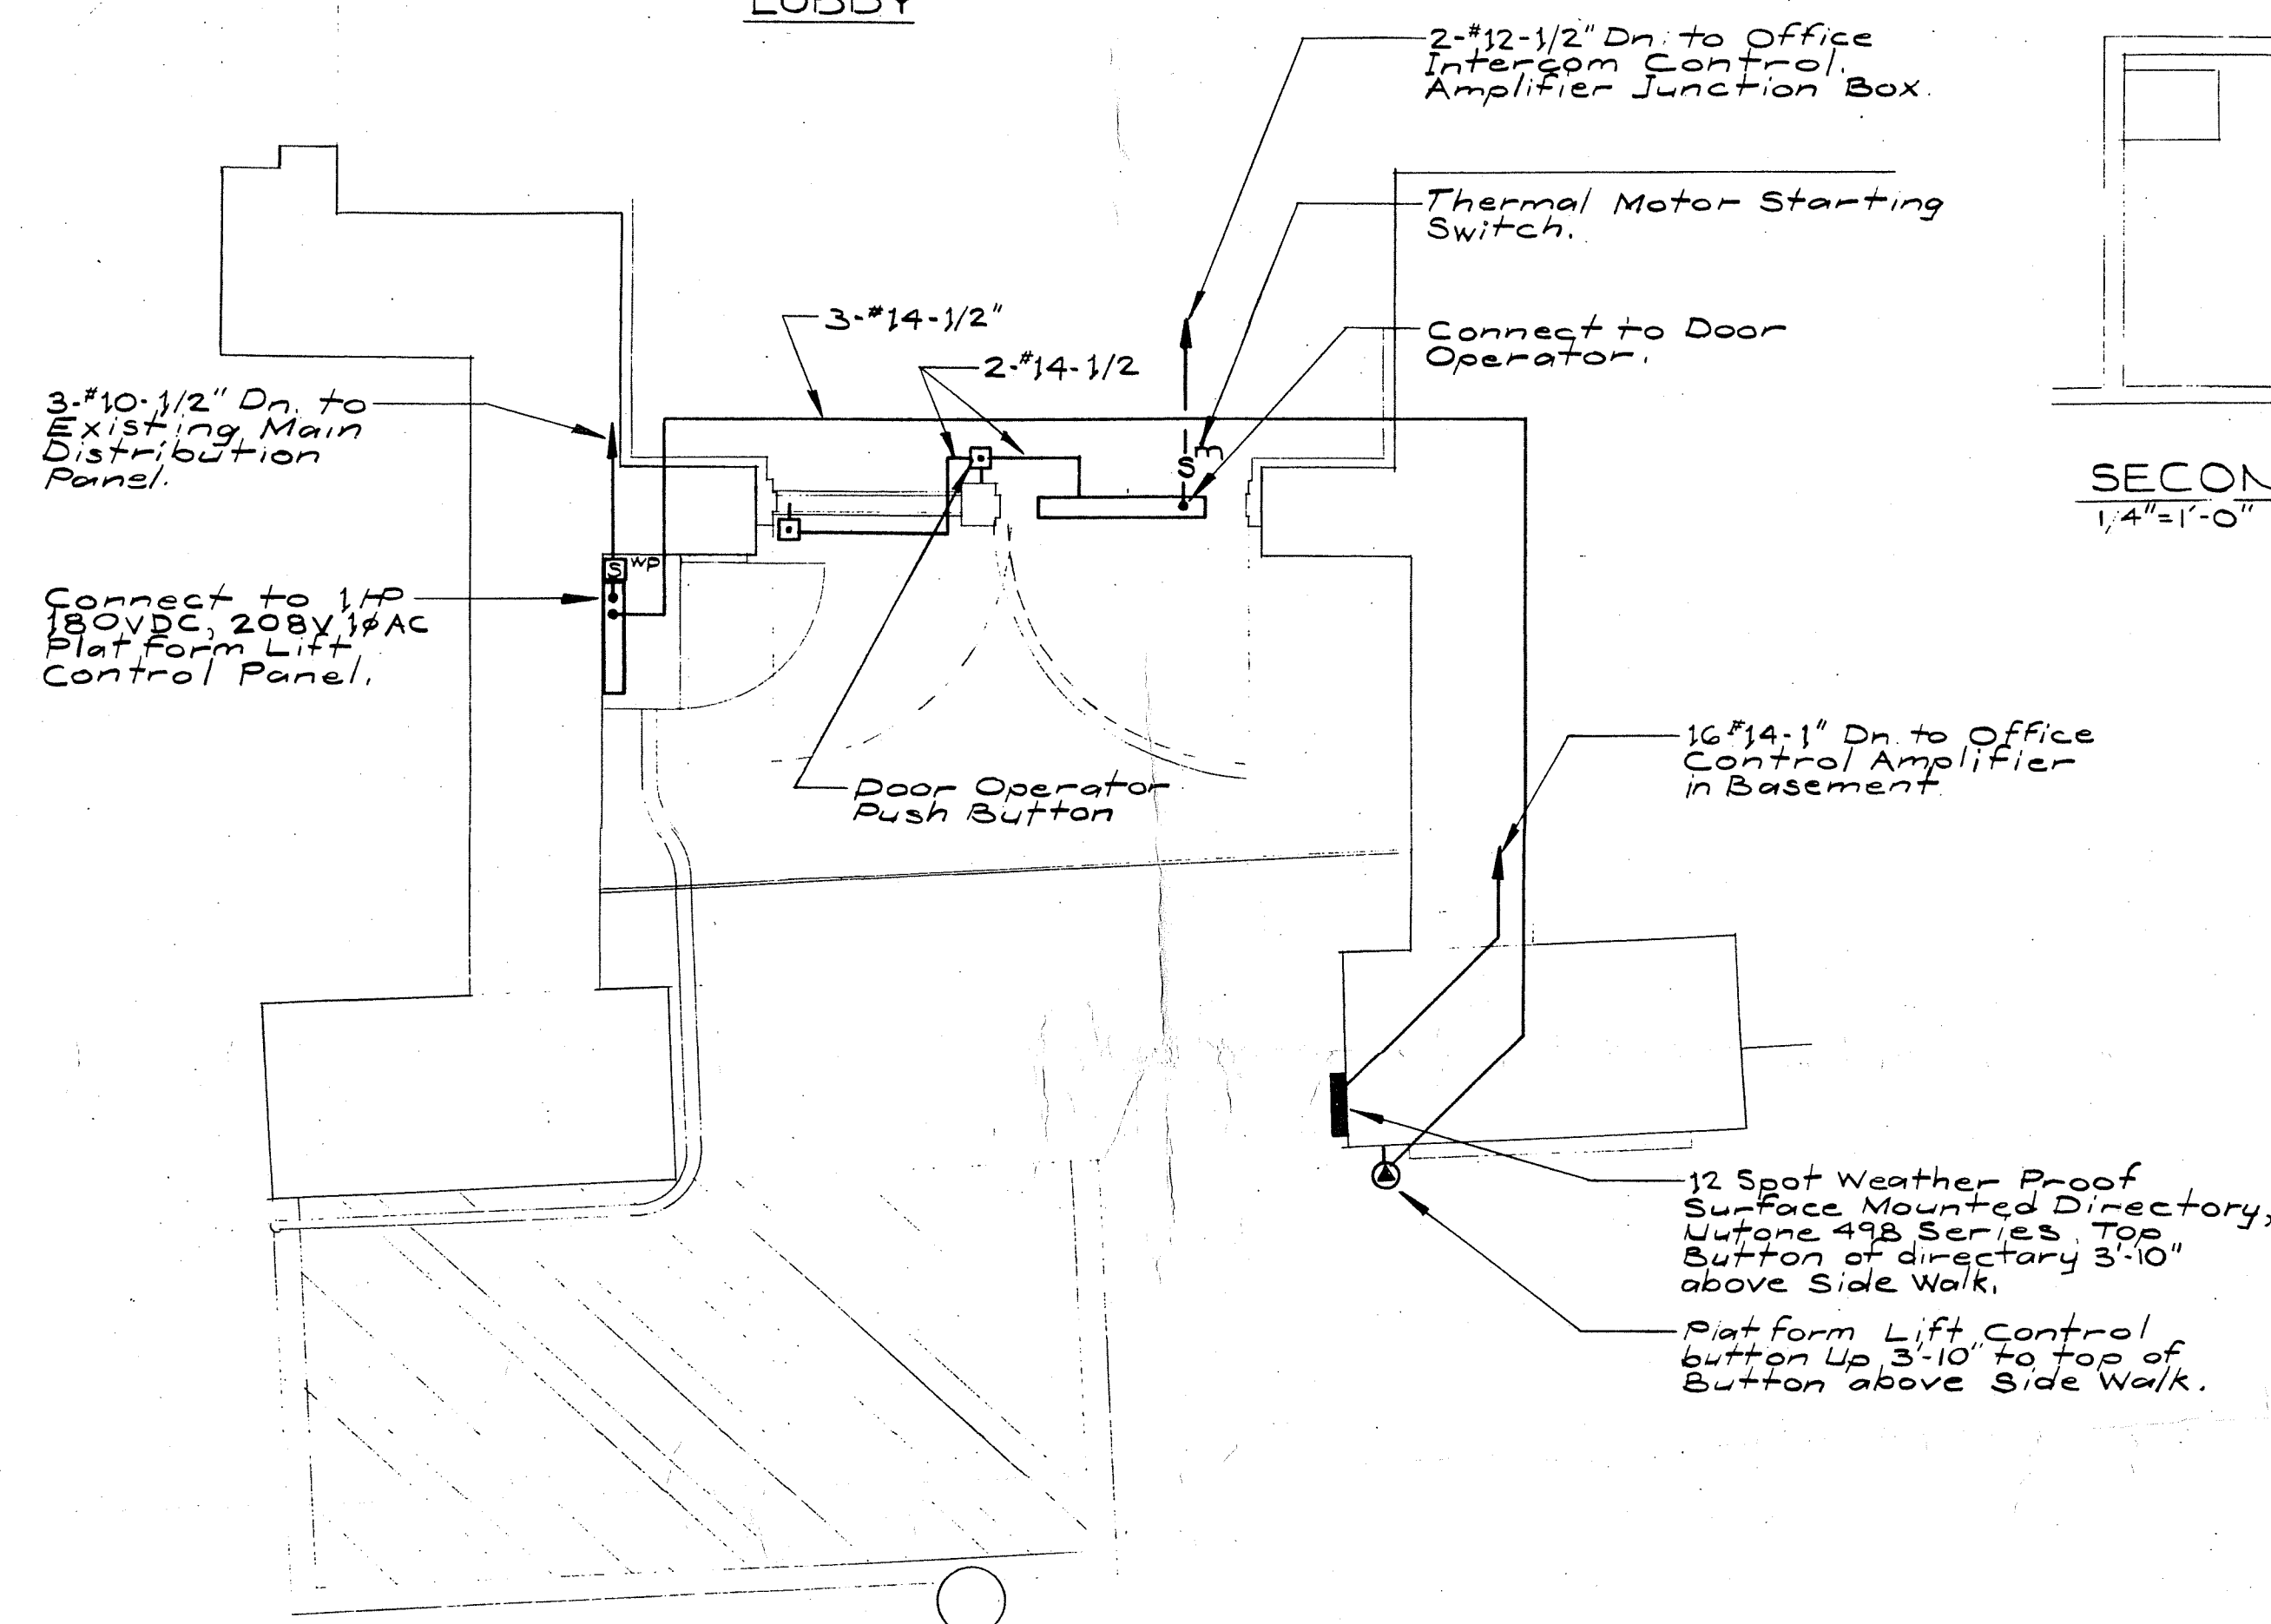 LOBBY
2-#12-1/2" Dn. to Office
Intercom Control.
Amplifier Junction Box.
Thermal Motor Starting
Switch.
3-#14-1/2"
2-#14-1/2
Connect to Door
Operator.
3-#10-1/2" Dn. to
Existing Main
Distribution
Panel.
S
M
S WP
SECON
1/4"=1'-0"
Connect to 1 HP
180VDC, 208V 1ø AC
Platform Lift
Control Panel.
Door Operator
Push Button
16#14-1" Dn. to Office
Control Amplifier
in Basement
12 Spot Weather Proof
Surface Mounted Directory,
Nutone 498 Series. Top
Button of directary 3'-10"
above Side Walk.
Platform Lift Control
button Up 3'-10" to top of
Button above Side Walk.